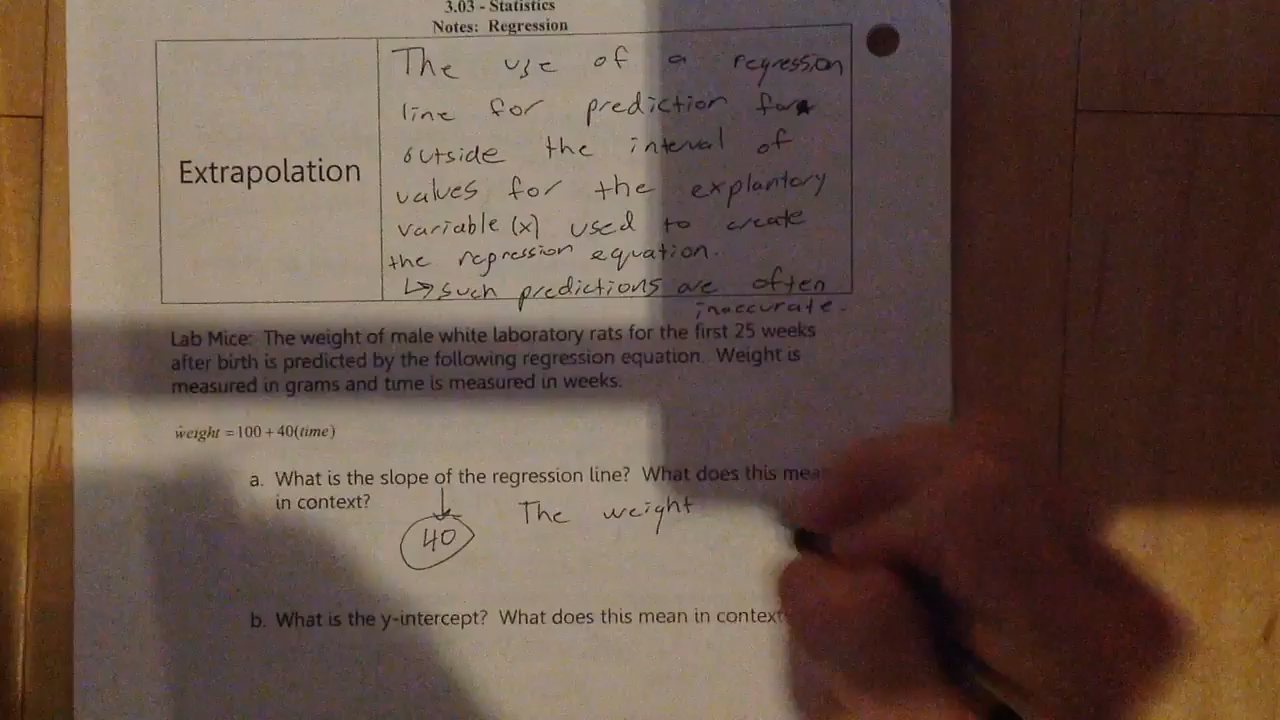 3.03 - Statistics
Notes: Regression
Extrapolation
The use of a regression
line for prediction far
outside the interval of
values for the explantory
variable (x) used to create
the regression equation.
↳ such predictions are often
inaccurate.
Lab Mice: The weight of male white laboratory rats for the first 25 weeks
after birth is predicted by the following regression equation. Weight is
measured in grams and time is measured in weeks.
ŵeight = 100 + 40(time)
a. What is the slope of the regression line? What does this mea
in context?
40 The weight
b. What is the y-intercept? What does this mean in context